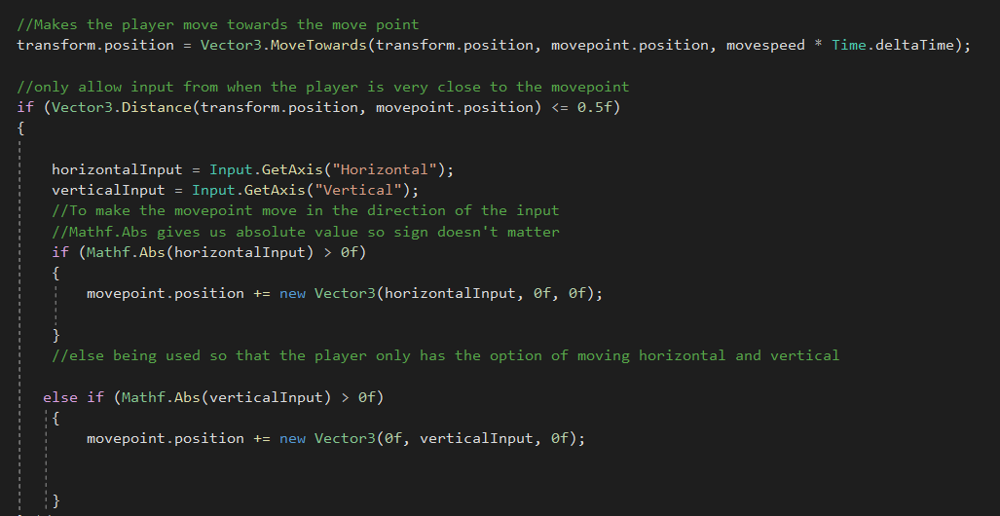 //Makes the player move towards the move point
transform.position = Vector3.MoveTowards(transform.position, movepoint.position, movespeed * Time.deltaTime);
//only allow input from when the player is very close to the movepoint
if (Vector3.Distance(transform.position, movepoint.position) <= 0.5f)
{
horizontalInput = Input.GetAxis("Horizontal");
verticalInput = Input.GetAxis("Vertical");
//To make the movepoint move in the direction of the input
//Mathf.Abs gives us absolute value so sign doesn't matter
if (Mathf.Abs(horizontalInput) > 0f)
{
movepoint.position += new Vector3(horizontalInput, 0f, 0f);
}
//else being used so that the player only has the option of moving horizontal and vertical
else if (Mathf.Abs(verticalInput) > 0f)
{
movepoint.position += new Vector3(0f, verticalInput, 0f);
}